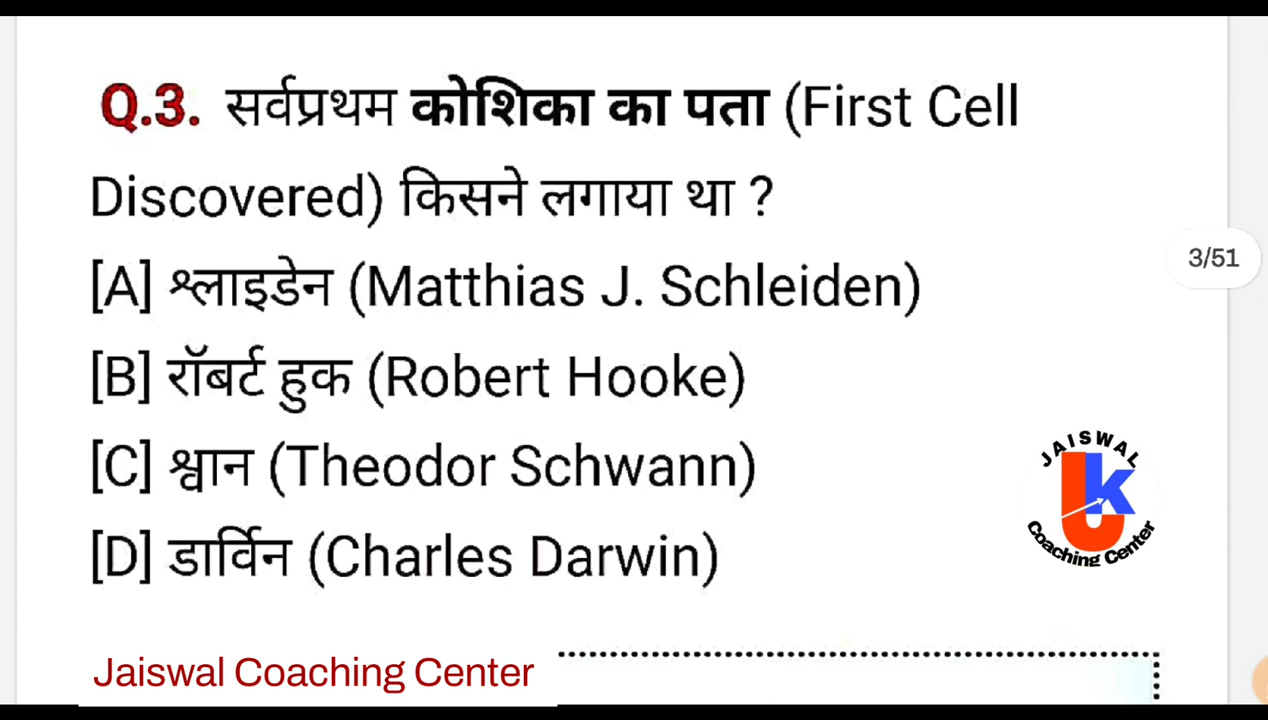 Q.3. सर्वप्रथम कोशिका का पता (First Cell
Discovered) किसने लगाया था ?
[A] श्लाइडेन (Matthias J. Schleiden)
3/51
[B] रॉबर्ट हुक (Robert Hooke)
[C] श्वान (Theodor Schwann)
[D] डार्विन (Charles Darwin)
JAISWAL
JK
Coaching Center
Jaiswal Coaching Center